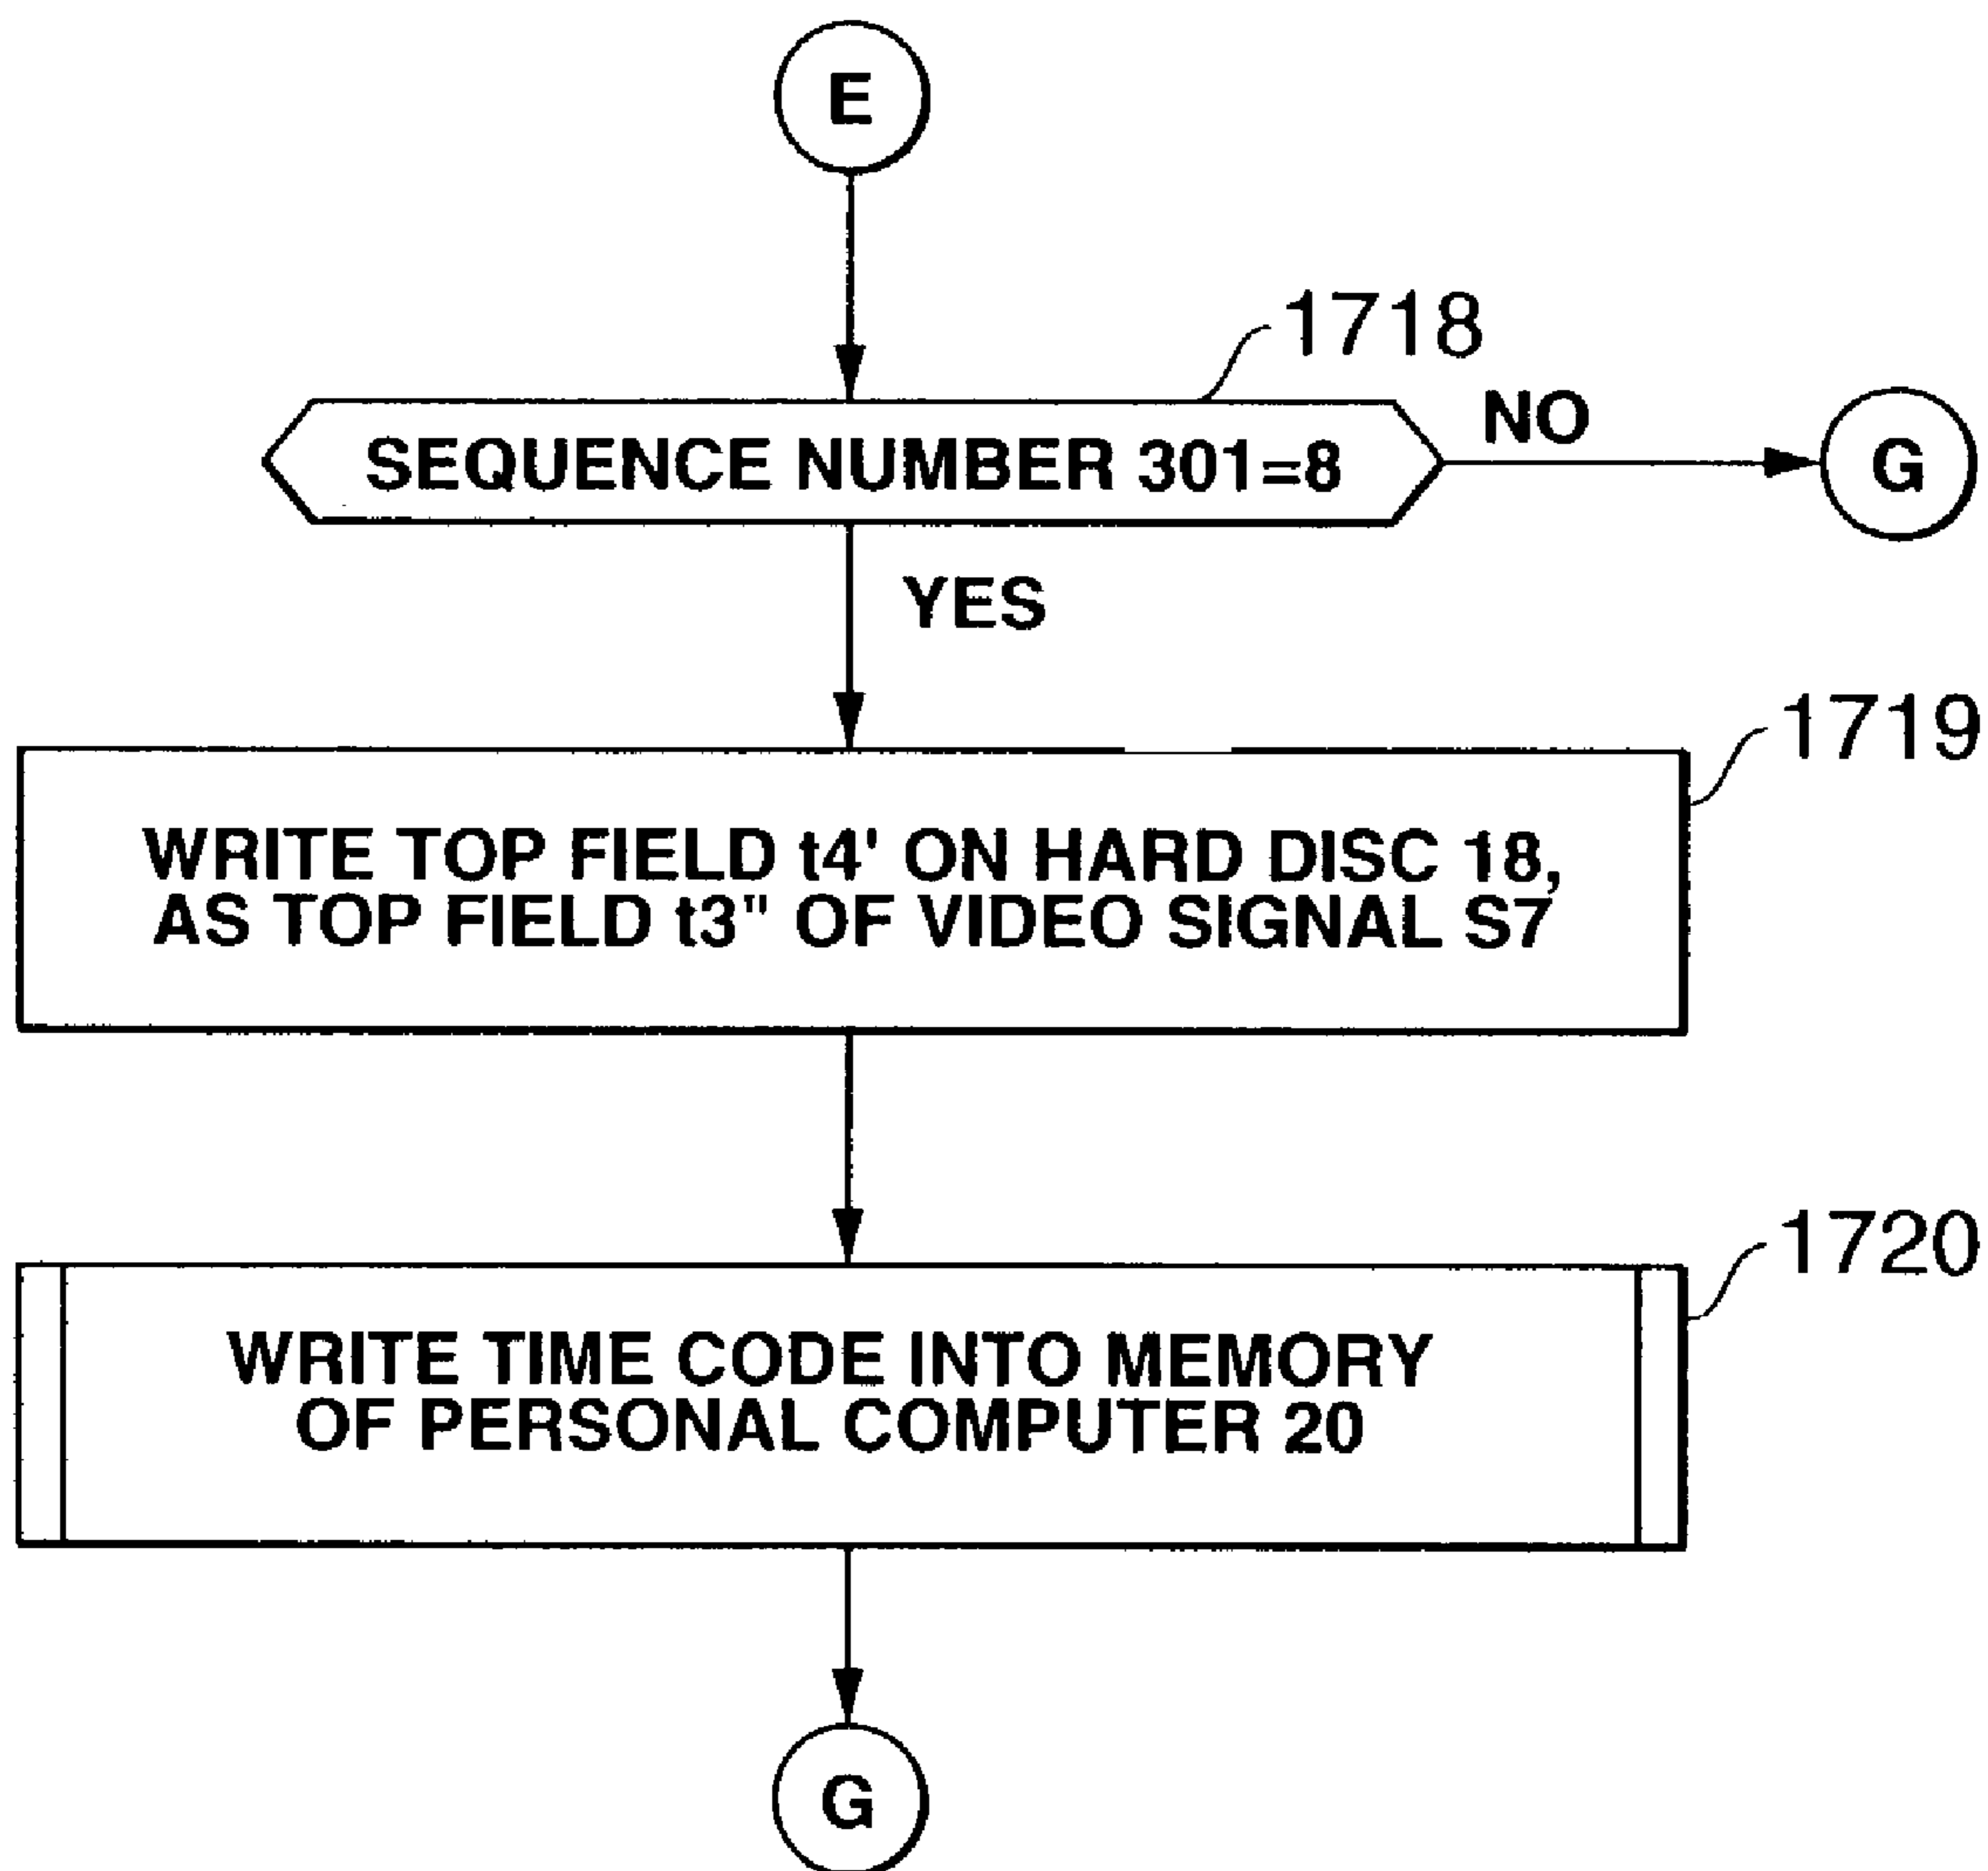 E
1718
SEQUENCE NUMBER 301=8
NO
G
YES
1719
WRITE TOP FIELD t4' ON HARD DISC 18,
AS TOP FIELD t3" OF VIDEO SIGNAL S7
1720
WRITE TIME CODE INTO MEMORY
OF PERSONAL COMPUTER 20
G